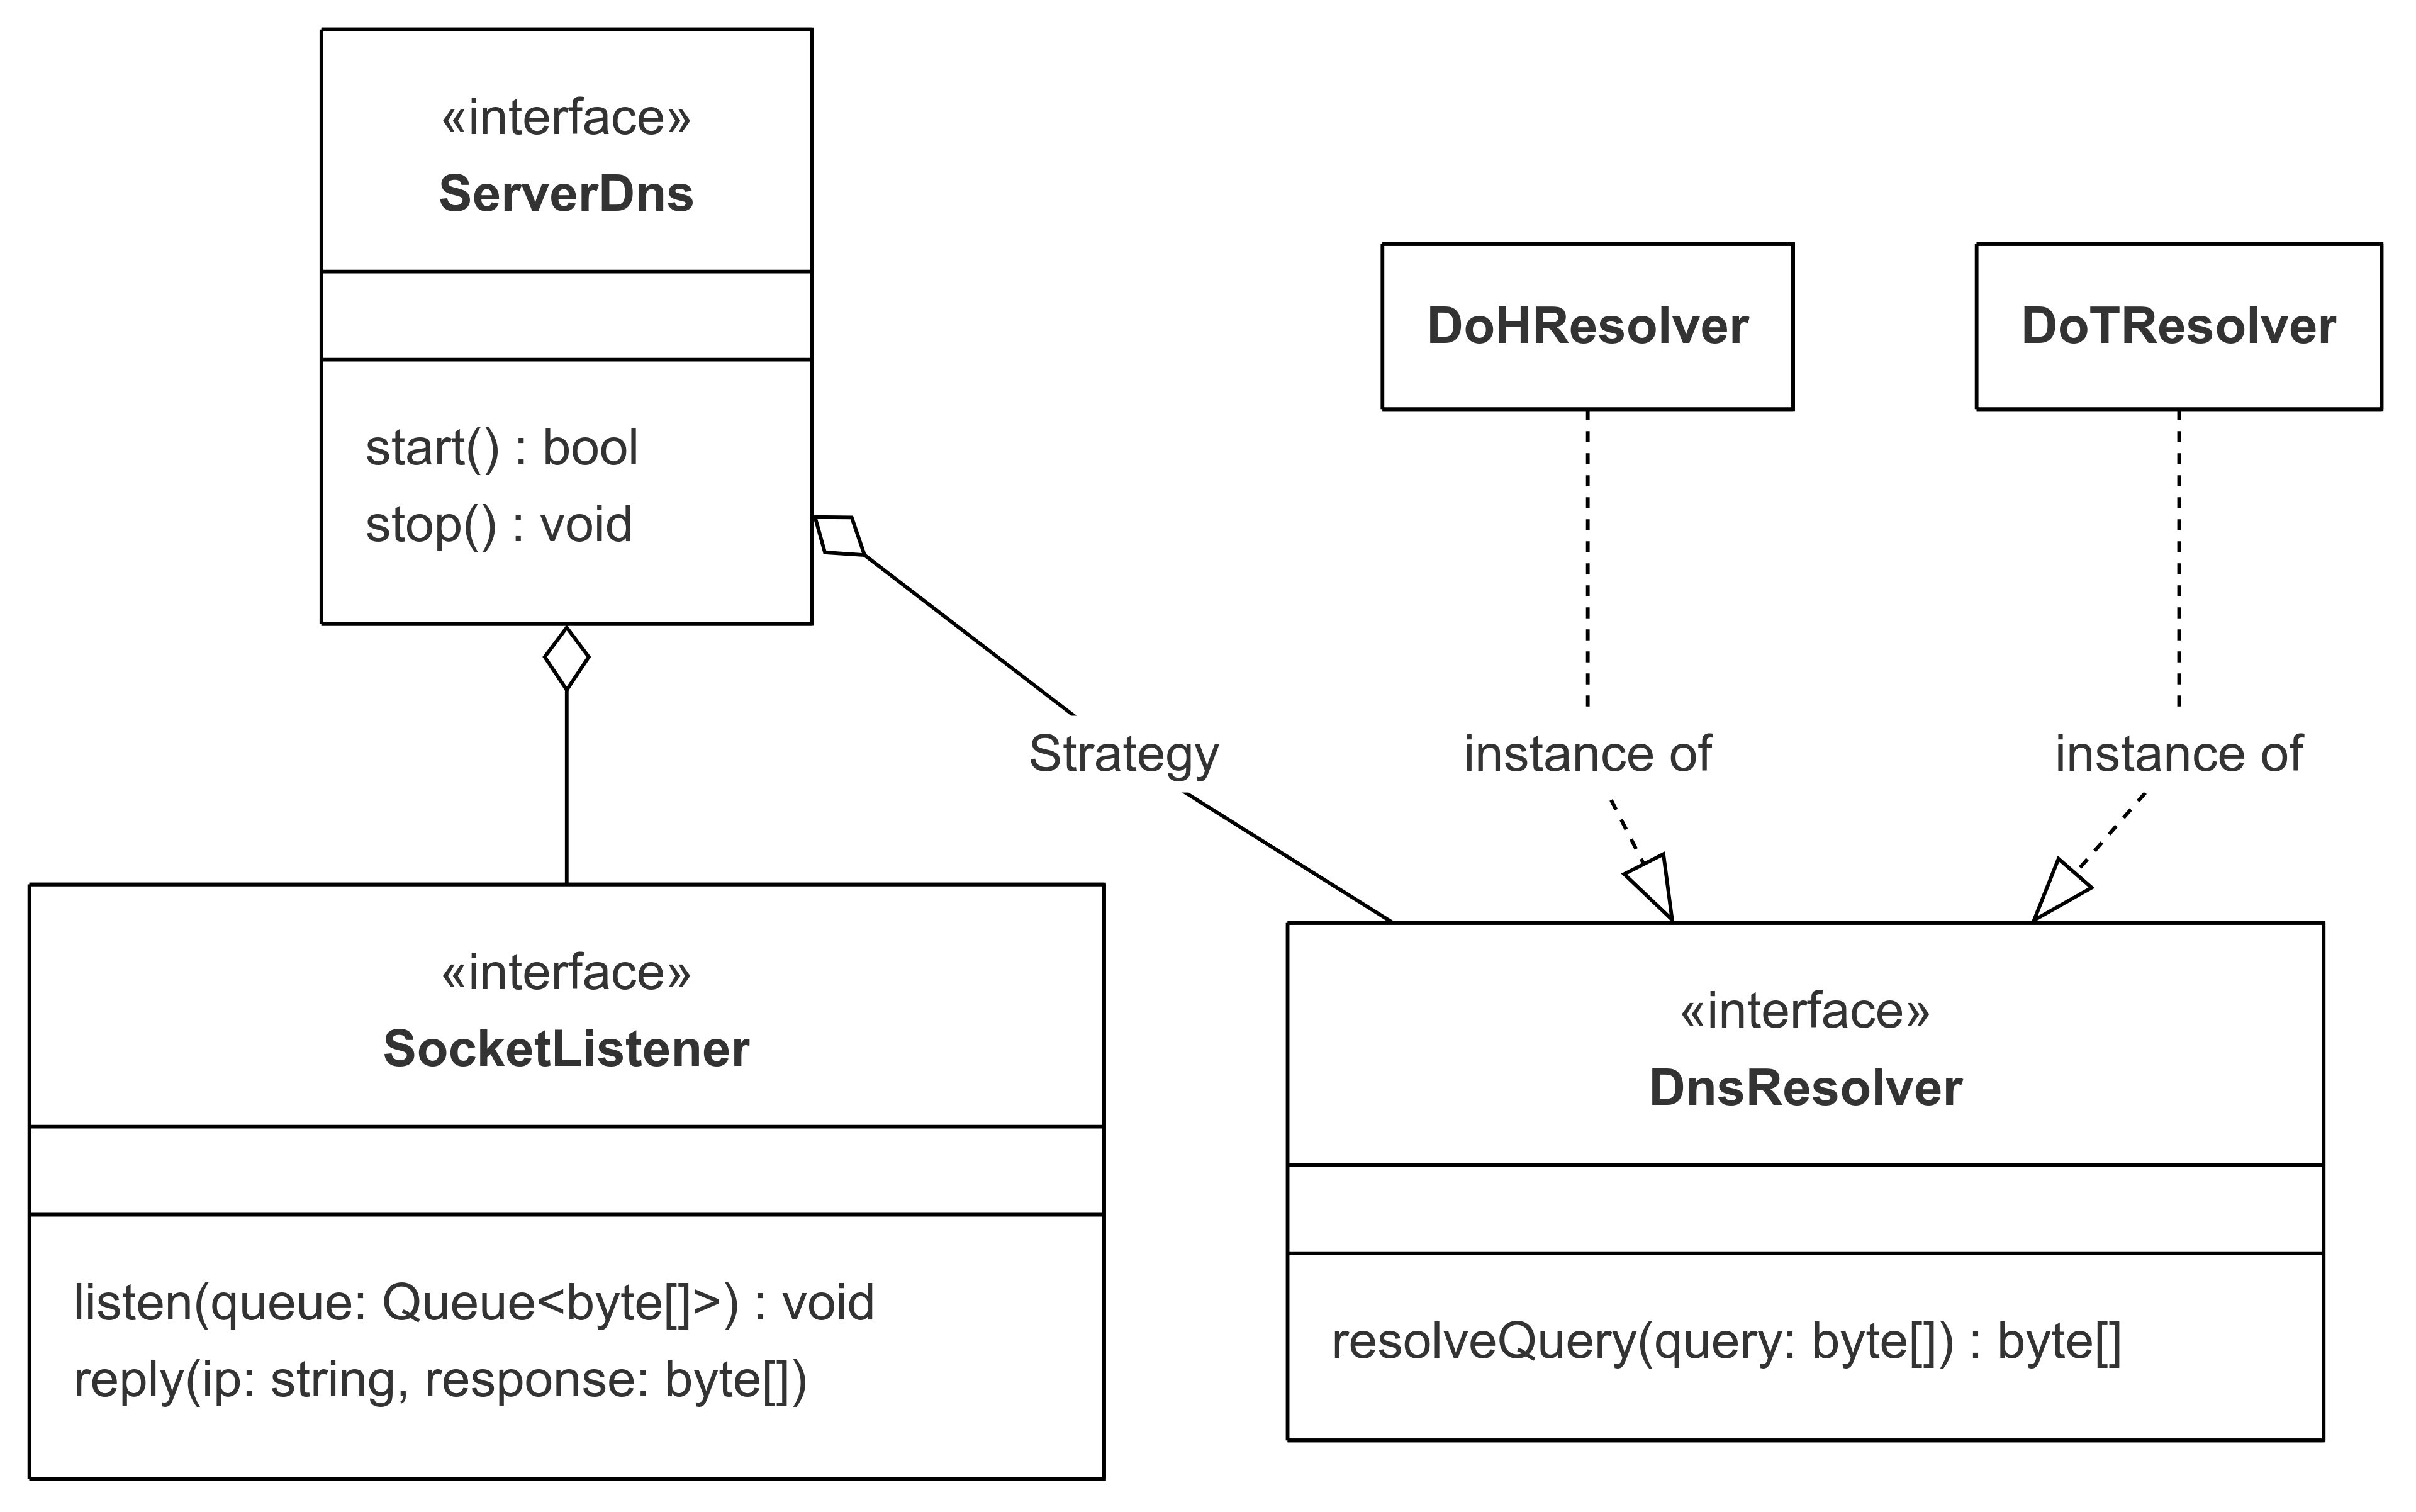 «interface»
ServerDns
start() : bool
stop() : void
DoHResolver
DoTResolver
Strategy
instance of
instance of
«interface»
SocketListener
listen(queue: Queue<byte[]>) : void
reply(ip: string, response: byte[])
«interface»
DnsResolver
resolveQuery(query: byte[]) : byte[]